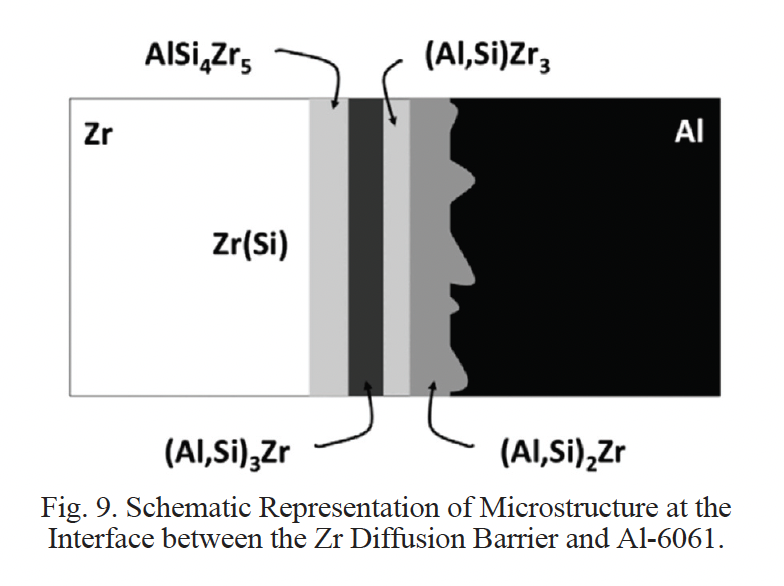 AlSi₄Zr₅
(Al,Si)Zr₃
Zr
Al
Zr(Si)
(Al,Si)₃Zr
(Al,Si)₂Zr
Fig. 9. Schematic Representation of Microstructure at the
Interface between the Zr Diffusion Barrier and Al-6061.